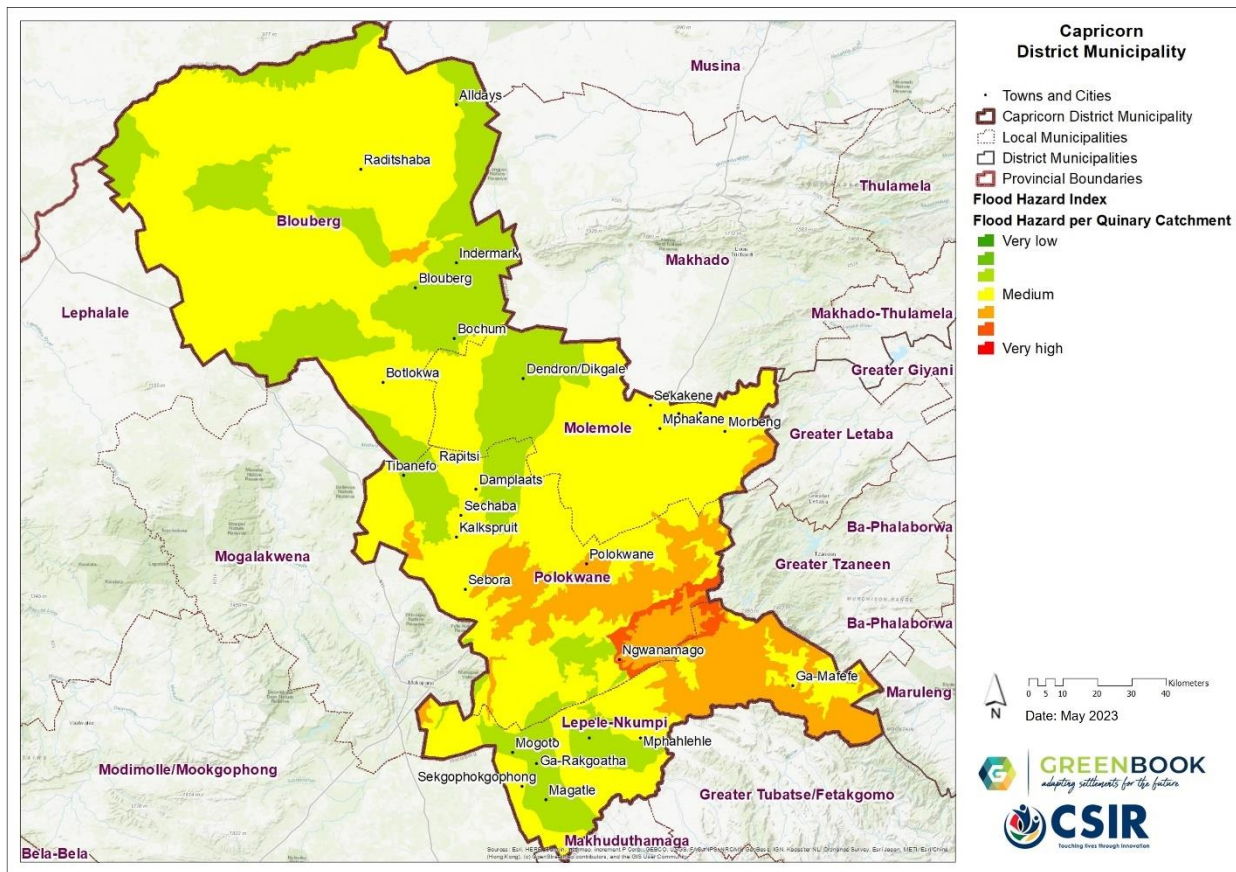 Musina
Alldays
Raditshaba
Thulamela
Blouberg
Indermark
Makhado
Blouberg
Lephalale
Makhado-Thulamela
Bochum
Greater Giyani
Botlokwa
Dendron/Dikgale
Sekakene
Mphakane
Morbeng
Molemole
Greater Letaba
Rapitsi
Tibanefo
Damplaats
Sechaba
Kalkspruit
Ba-Phalaborwa
Mogalakwena
Polokwane
Greater Tzaneen
Polokwane
Sebora
Ba-Phalaborwa
Ngwanamago
Ga-Mafefe
Maruleng
Lepele-Nkumpi
Mogoto
Mphahlehle
Ga-Rakgoatha
Modimolle/Mookgophong
Sekgophokgophong
Magatle
Greater Tubatse/Fetakgomo
Makhuduthamaga
Bela-Bela
Capricorn
District Municipality
Towns and Cities
Capricorn District Municipality
Local Municipalities
District Municipalities
Provincial Boundaries
Flood Hazard Index
Flood Hazard per Quinary Catchment
Very low
Medium
Very high
Kilometers
0 5 10 20 30 40
N
Date: May 2023
G
GREENBOOK
adapting settlements for the future
CSIR
Touching lives through innovation